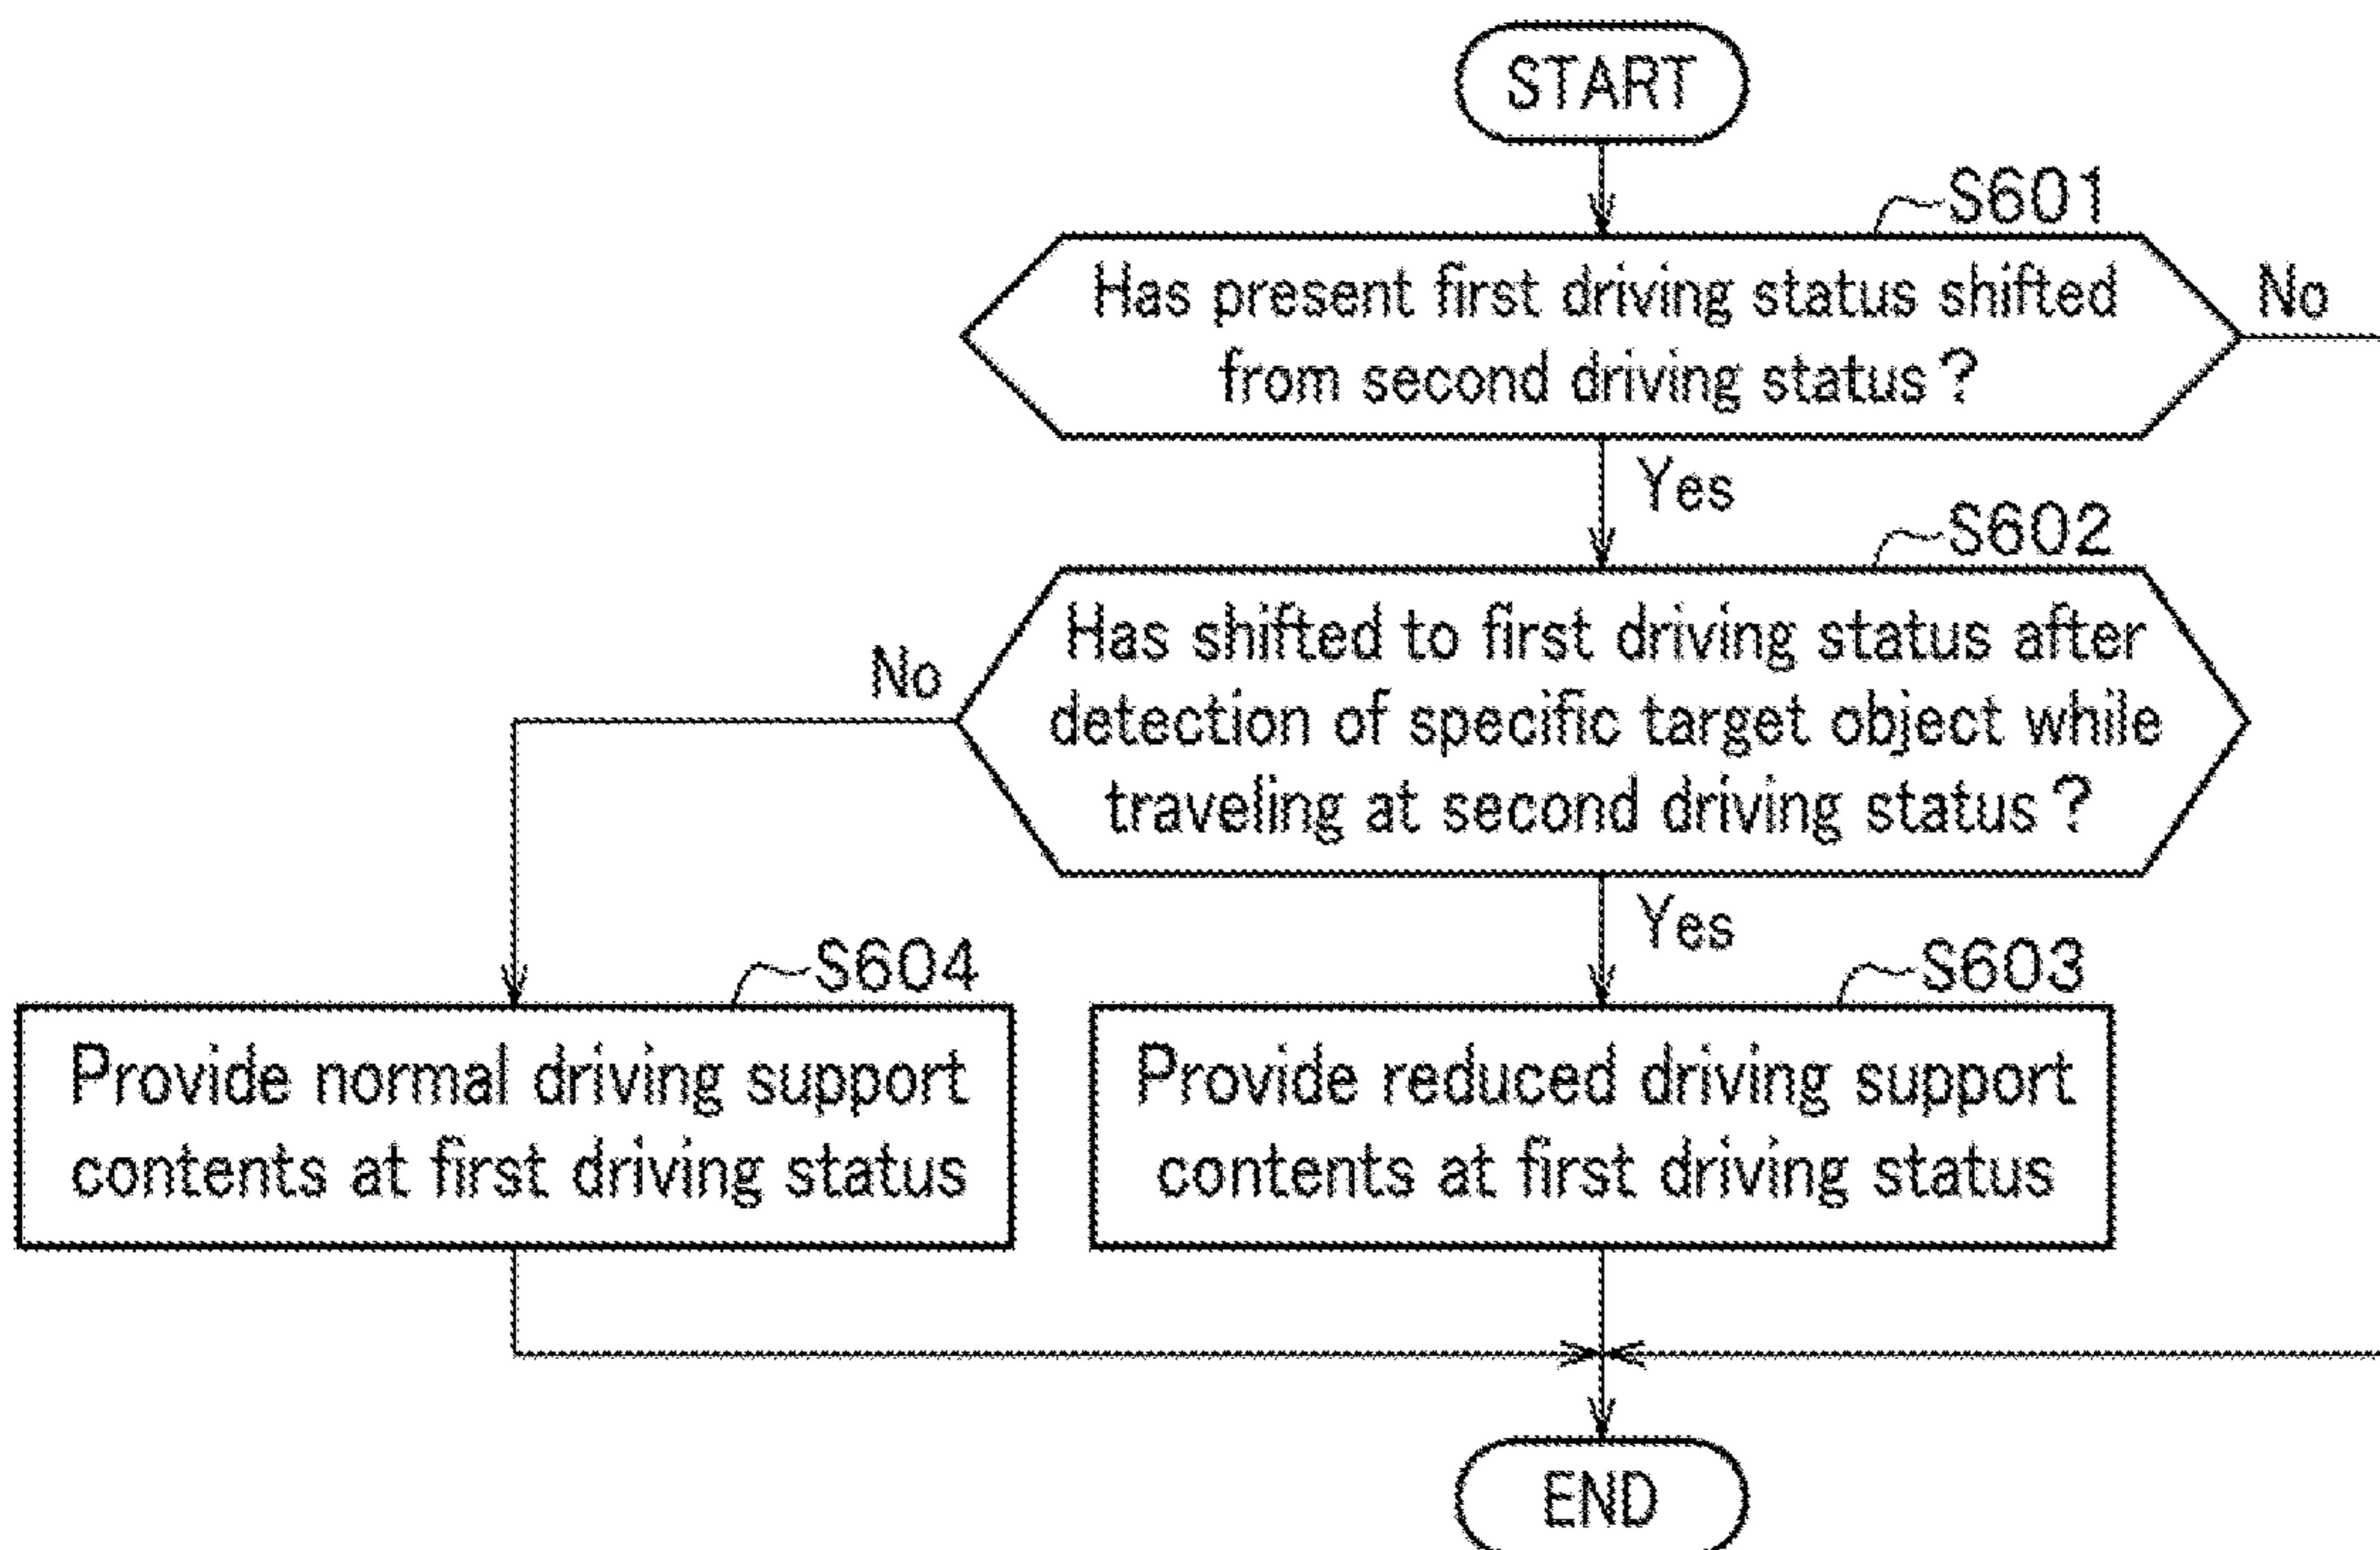 START
S601
Has present first driving status shifted
from second driving status?
No
Yes
S602
Has shifted to first driving status after
detection of specific target object while
traveling at second driving status?
No
Yes
S604
Provide normal driving support
contents at first driving status
S603
Provide reduced driving support
contents at first driving status
END